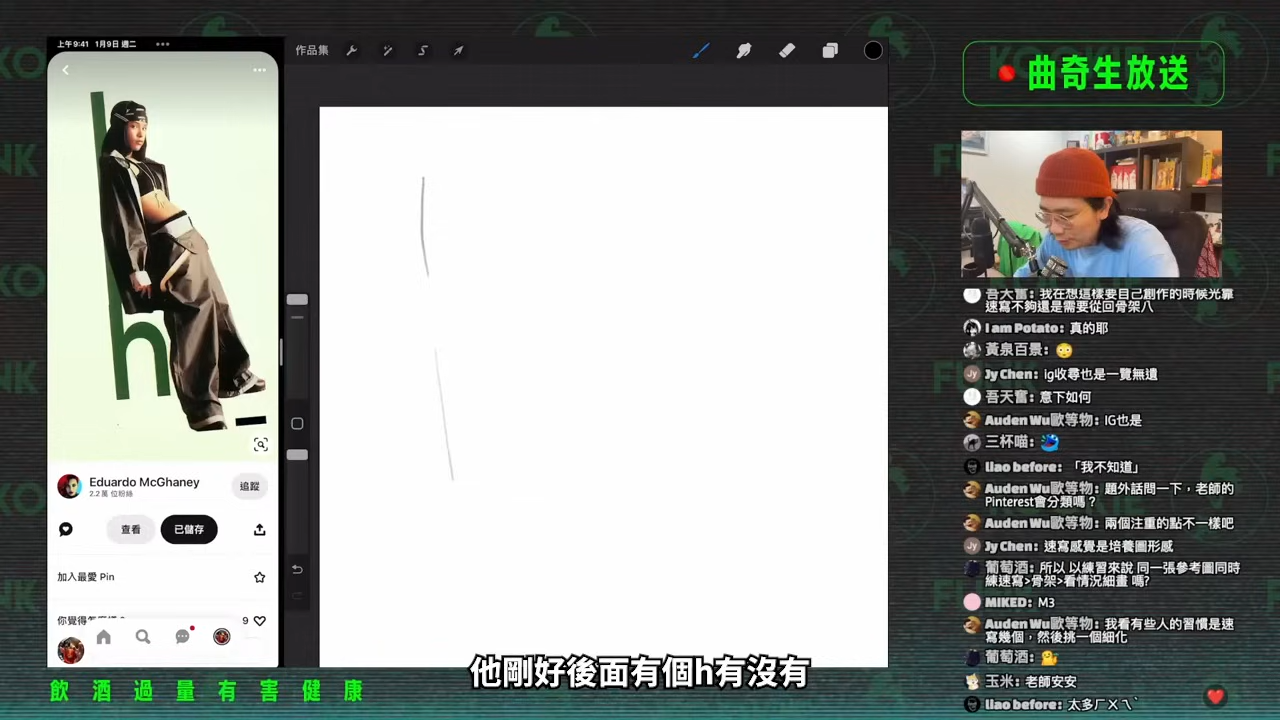 上午9:41 1月9日 週二
作品集
曲奇生放送
h
吾天奮：我在想這樣要自己創作的時候光靠
速寫不夠還是需要從回骨架八
I am Potato：真的耶
黃泉百景：😳
Jy Chen：ig收尋也是一覽無遺
吾天奮：意下如何
Auden Wu歐等物：IG也是
三杯喵：
liao before：「我不知道」
Auden Wu歐等物：題外話問一下，老師的
Pinterest會分類嗎？
Auden Wu歐等物：兩個注重的點不一樣吧
Jy Chen：速寫感覺是培養圖形感
葡萄酒：所以 以練習來說 同一張參考圖同時
練速寫>骨架>看情況細畫 嗎?
MIKED：M3
Auden Wu歐等物：我看有些人的習慣是速
寫幾個，然後挑一個細化
葡萄酒：
玉米：老師安安
liao before：太多ㄏㄨㄟˋ
Eduardo McGhaney
2.2 萬 位粉絲
追蹤
查看
已儲存
加入最愛 Pin
9
他剛好後面有個h有沒有
飲酒過量有害健康